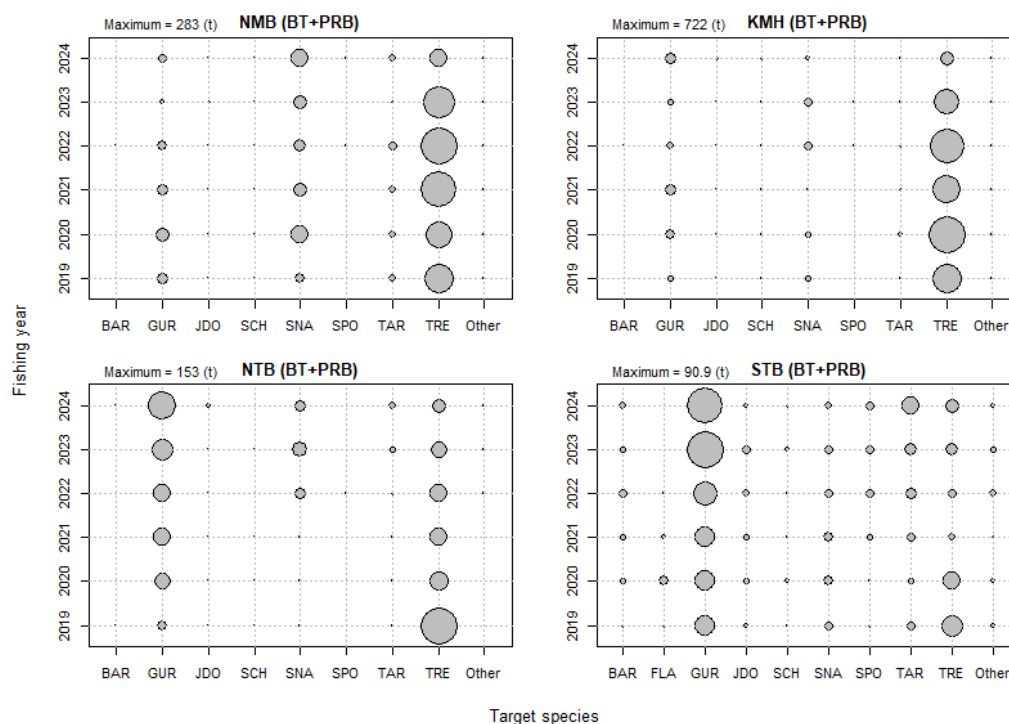 Maximum = 283 (t) NMB (BT+PRB)
2024
2023
2022
2021
2020
2019
BAR GUR JDO SCH SNA SPO TAR TRE Other
Maximum = 722 (t) KMH (BT+PRB)
2024
2023
2022
2021
2020
2019
BAR GUR JDO SCH SNA SPO TAR TRE Other
Maximum = 153 (t) NTB (BT+PRB)
2024
2023
2022
2021
2020
2019
BAR GUR JDO SCH SNA SPO TAR TRE Other
Maximum = 90.9 (t) STB (BT+PRB)
2024
2023
2022
2021
2020
2019
BAR FLA GUR JDO SCH SNA SPO TAR TRE Other
Fishing year
Target species